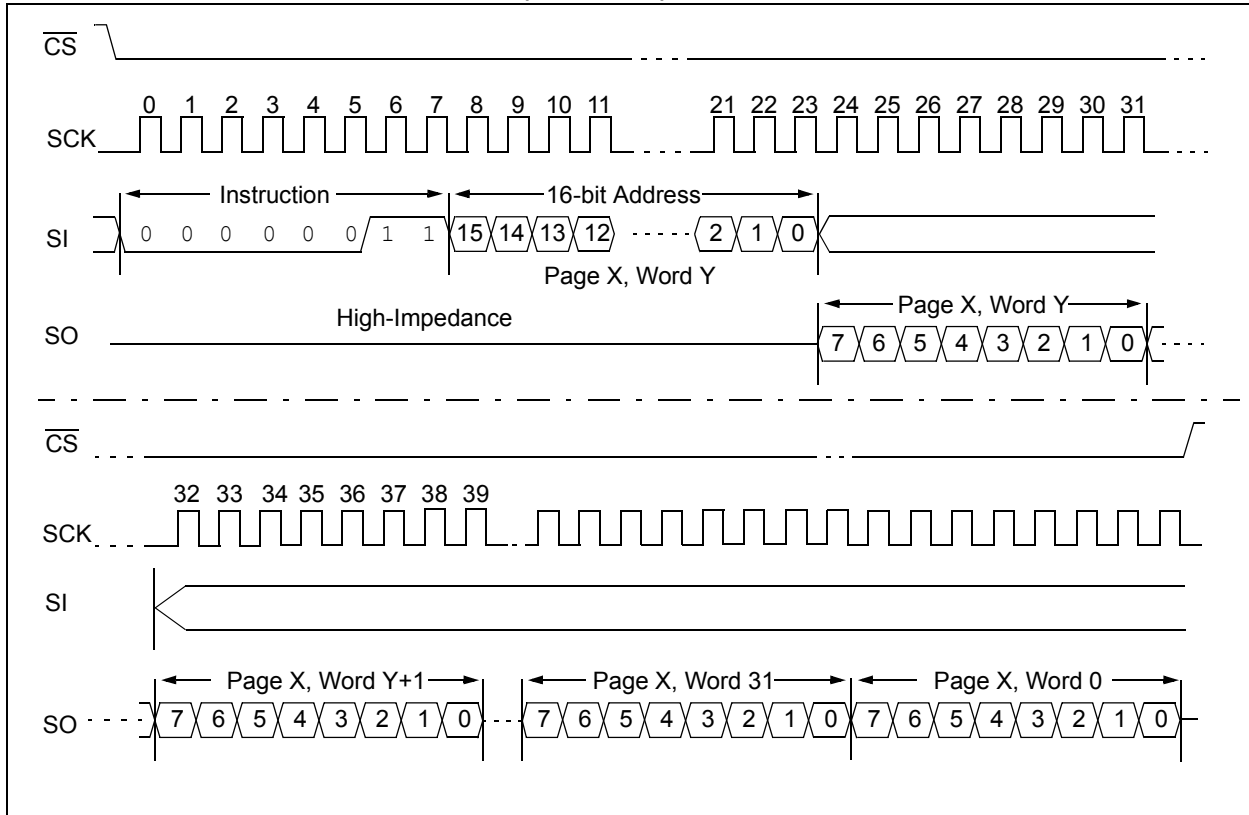 CS
0 1 2 3 4 5 6 7 8 9 10 11 21 22 23 24 25 26 27 28 29 30 31
SCK
Instruction 16-bit Address
SI 0 0 0 0 0 0 1 1 15 14 13 12 2 1 0
Page X, Word Y
Page X, Word Y
High-Impedance
SO 7 6 5 4 3 2 1 0
CS
32 33 34 35 36 37 38 39
SCK
SI
Page X, Word Y+1 Page X, Word 31 Page X, Word 0
SO 7 6 5 4 3 2 1 0 7 6 5 4 3 2 1 0 7 6 5 4 3 2 1 0